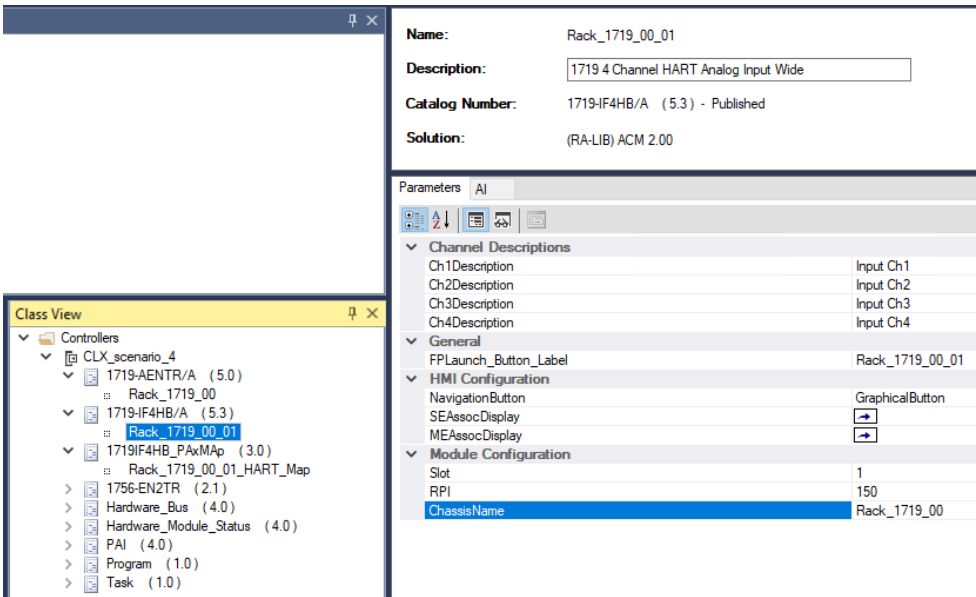 Name: Rack_1719_00_01
Description: 1719 4 Channel HART Analog Input Wide
Catalog Number: 1719-IF4HB/A (5.3) - Published
Solution: (RA-LIB) ACM 2.00
Parameters AI
Channel Descriptions
Ch1Description Input Ch1
Ch2Description Input Ch2
Ch3Description Input Ch3
Ch4Description Input Ch4
General
FPLaunch_Button_Label Rack_1719_00_01
HMI Configuration
NavigationButton GraphicalButton
SEAssocDisplay
MEAssocDisplay
Module Configuration
Slot 1
RPI 150
ChassisName Rack_1719_00
Class View
Controllers
CLX_scenario_4
1719-AENTR/A (5.0)
Rack_1719_00
1719-IF4HB/A (5.3)
Rack_1719_00_01
1719IF4HB_PAxMAp (3.0)
Rack_1719_00_01_HART_Map
1756-EN2TR (2.1)
Hardware_Bus (4.0)
Hardware_Module_Status (4.0)
PAI (4.0)
Program (1.0)
Task (1.0)